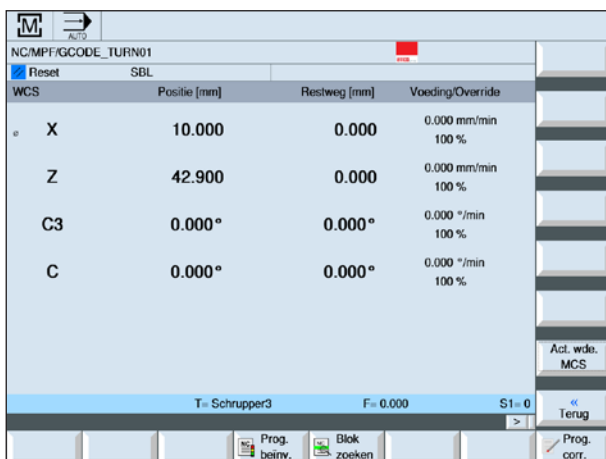 M
AUTO
NC/MPF/GCODE_TURN01
Reset SBL
WCS Positie [mm] Restweg [mm] Voeding/Override
ø X 10.000 0.000 0.000 mm/min
100 %
Z 42.900 0.000 0.000 mm/min
100 %
C3 0.000° 0.000° 0.000 °/min
100 %
C 0.000° 0.000° 0.000 °/min
100 %
Act. wde.
MCS
T= Schrupper3 F= 0.000 S1= 0
«
Terug
>
Prog.
beïnv.
Blok
zoeken
Prog.
corr.